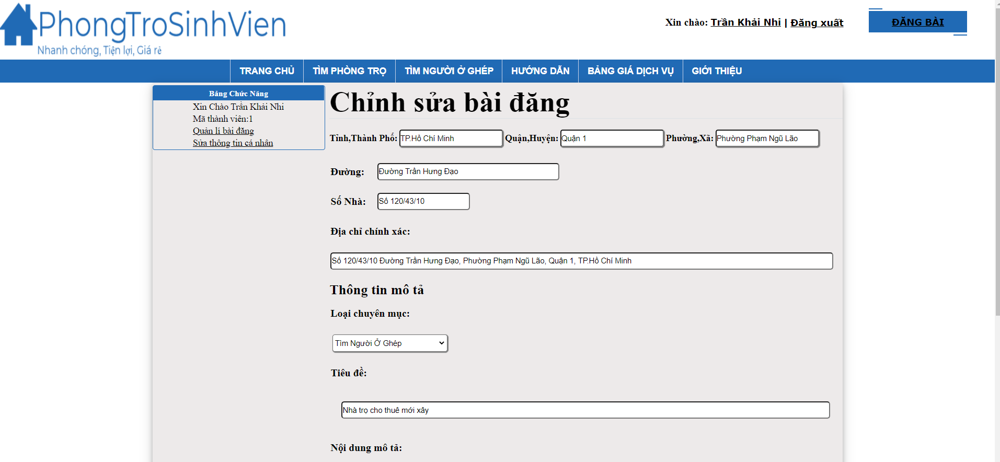 PhongTroSinhVien
Nhanh chóng, Tiện lợi, Giá rẻ
Xin chào: Trần Khải Nhi | Đăng xuất
ĐĂNG BÀI
TRANG CHỦ TÌM PHÒNG TRỌ TÌM NGƯỜI Ở GHÉP HƯỚNG DẪN BẢNG GIÁ DỊCH VỤ GIỚI THIỆU
Bảng Chức Năng
Xin Chào Trần Khải Nhi
Mã thành viên:1
Quản lí bài đăng
Sửa thông tin cá nhân
Chỉnh sửa bài đăng
Tỉnh,Thành Phố: TP.Hồ Chí Minh Quận,Huyện: Quận 1 Phường,Xã: Phường Phạm Ngũ Lão
Đường: Đường Trần Hưng Đạo
Số Nhà: Số 120/43/10
Địa chỉ chính xác:
Số 120/43/10 Đường Trần Hưng Đạo, Phường Phạm Ngũ Lão, Quận 1, TP.Hồ Chí Minh
Thông tin mô tả
Loại chuyên mục:
Tìm Người Ở Ghép
Tiêu đề:
Nhà trọ cho thuê mới xây
Nội dung mô tả: